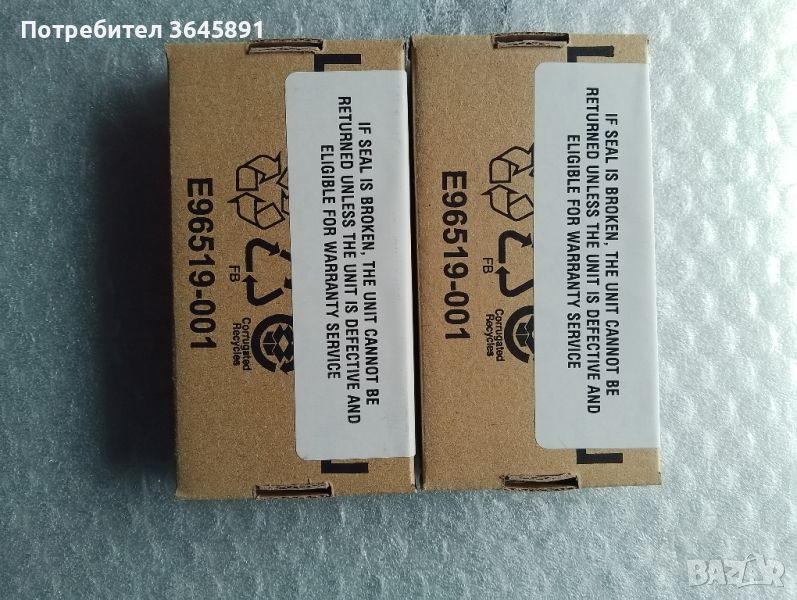 Потребител 3645891
IF SEAL IS BROKEN, THE UNIT CANNOT BE
RETURNED UNLESS THE UNIT IS DEFECTIVE AND
ELIGIBLE FOR WARRANTY SERVICE
FB
Corrugated
Recycles
E96519-001
IF SEAL IS BROKEN, THE UNIT CANNOT BE
RETURNED UNLESS THE UNIT IS DEFECTIVE AND
ELIGIBLE FOR WARRANTY SERVICE
FB
Corrugated
Recycles
E96519-001
BAZAR